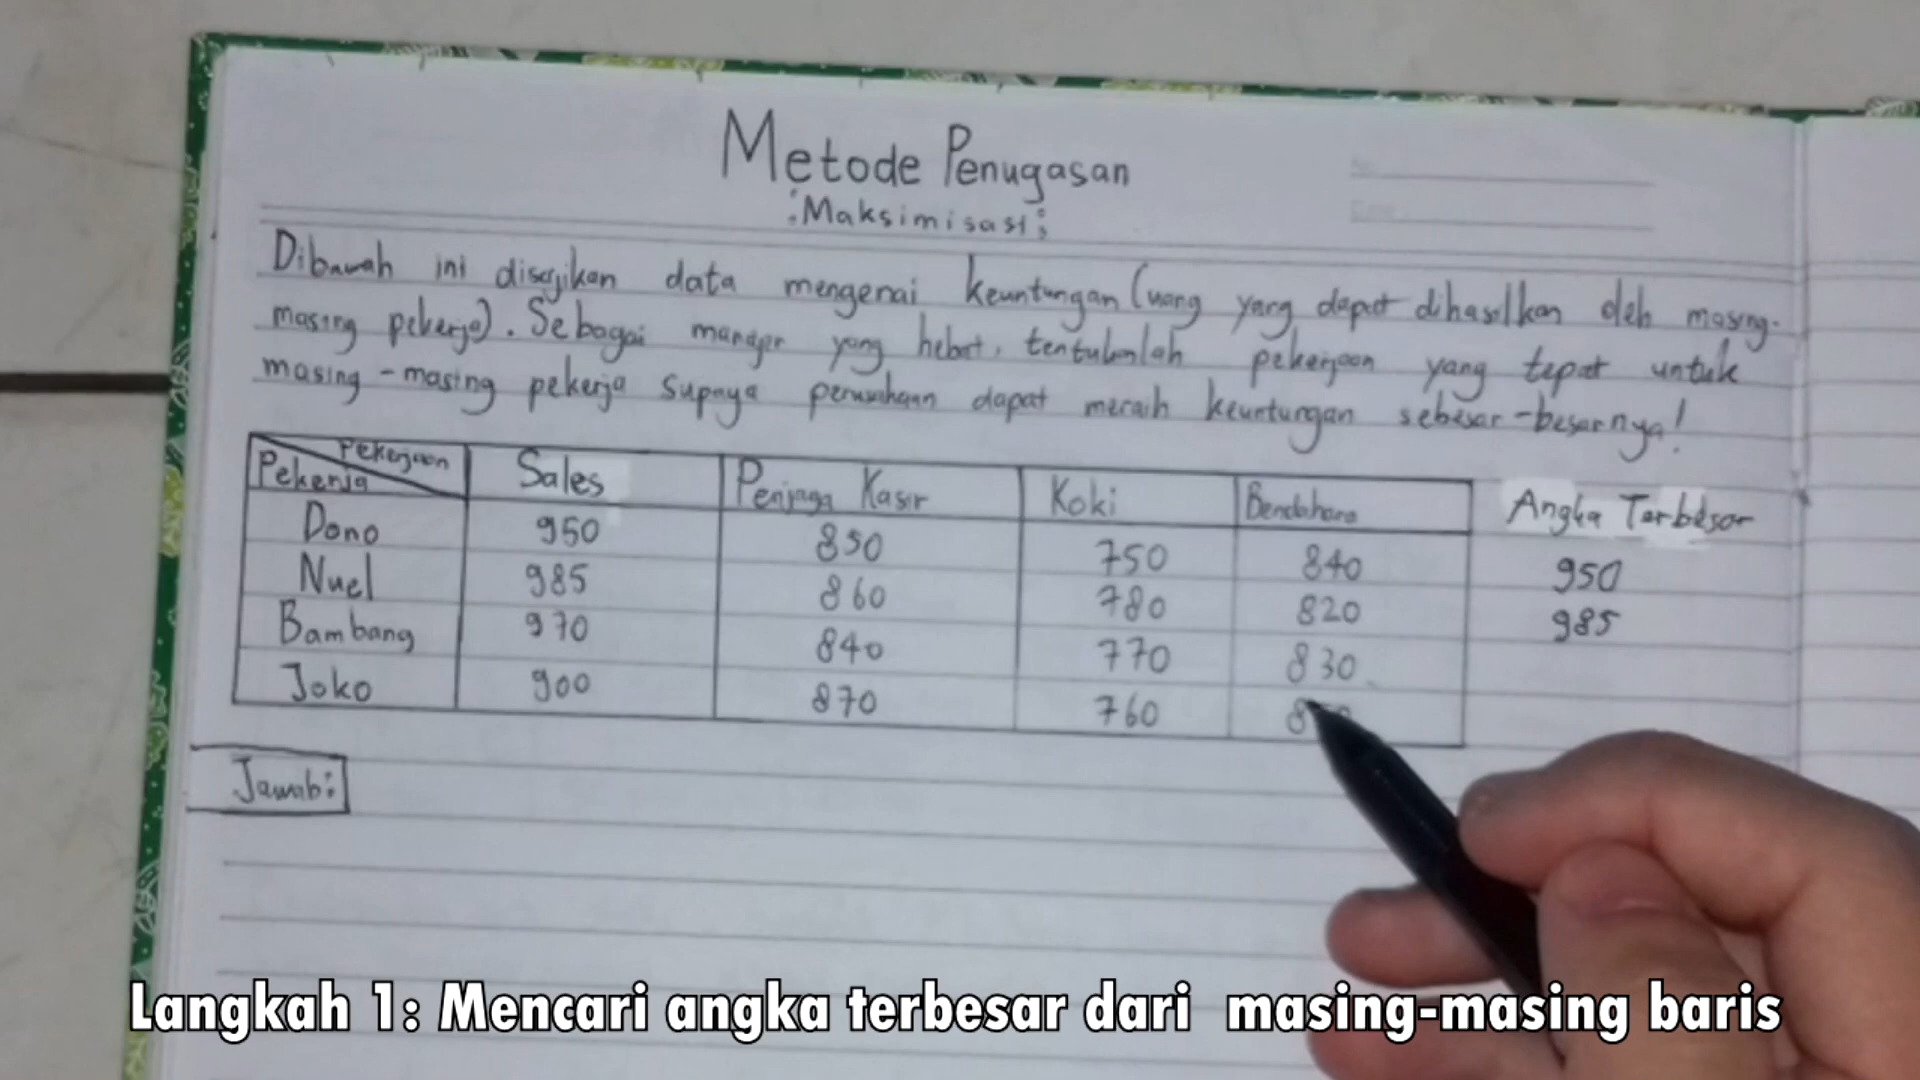 Metode Penugasan
:Maksimisasi:
Dibawah ini disajikan data mengenai keuntungan (uang yang dapat dihasilkan oleh masing-
masing pekerja). Sebagai manajer yang hebat, tentukanlah pekerjaan yang tepat untuk
masing-masing pekerja supaya perusahaan dapat meraih keuntungan sebesar-besarnya!
Pekerjaan
Pekerja Sales Penjaga Kasir Koki Bendahara Angka Terbesar
Dono 950 850 750 840 950
Nuel 985 860 780 820 985
Bambang 970 840 770 830
Joko 900 870 760
Jawab:
Langkah 1: Mencari angka terbesar dari masing-masing baris